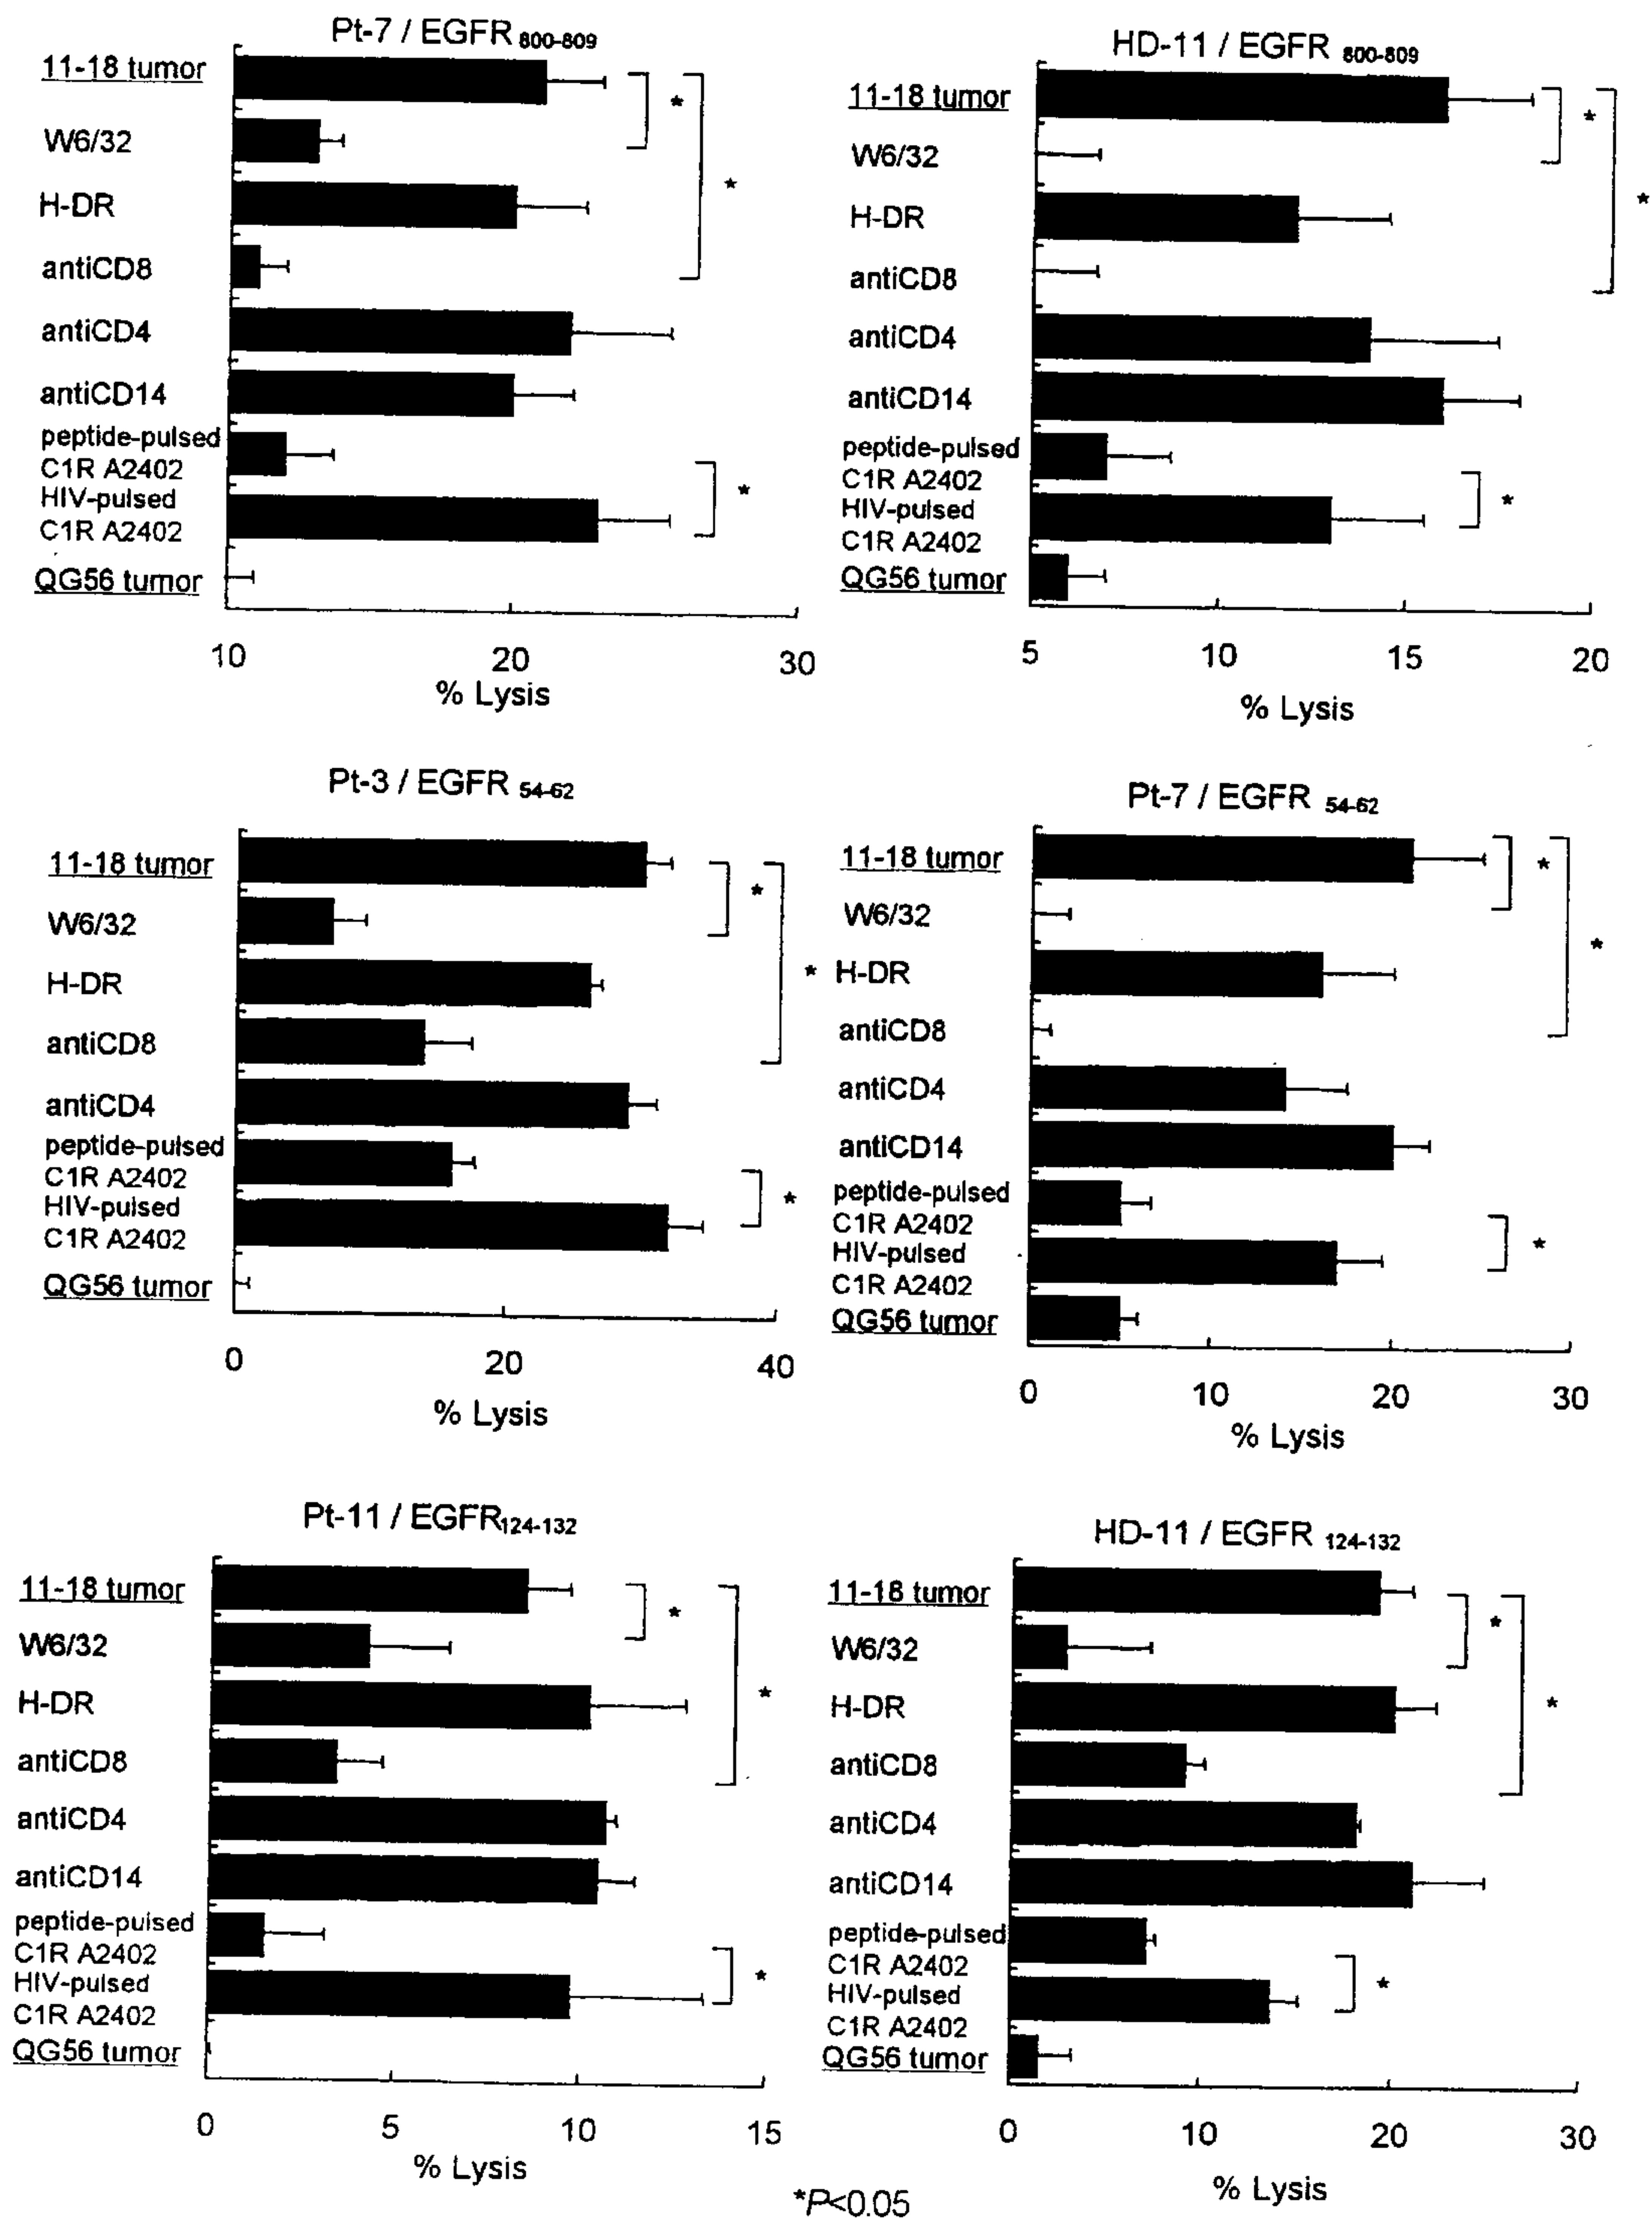 Pt-7 / EGFR 800-809
11-18 tumor
W6/32
H-DR
antiCD8
antiCD4
antiCD14
peptide-pulsed
C1R A2402
HIV-pulsed
C1R A2402
QG56 tumor
*
*
*
10 20 30
% Lysis
HD-11 / EGFR 800-809
11-18 tumor
W6/32
H-DR
antiCD8
antiCD4
antiCD14
peptide-pulsed
C1R A2402
HIV-pulsed
C1R A2402
QG56 tumor
*
*
*
5 10 15 20
% Lysis
Pt-3 / EGFR 54-62
11-18 tumor
W6/32
H-DR
antiCD8
antiCD4
peptide-pulsed
C1R A2402
HIV-pulsed
C1R A2402
QG56 tumor
*
*
*
0 20 40
% Lysis
Pt-7 / EGFR 54-62
11-18 tumor
W6/32
H-DR
antiCD8
antiCD4
antiCD14
peptide-pulsed
C1R A2402
HIV-pulsed
C1R A2402
QG56 tumor
*
*
*
0 10 20 30
% Lysis
Pt-11 / EGFR124-132
11-18 tumor
W6/32
H-DR
antiCD8
antiCD4
antiCD14
peptide-pulsed
C1R A2402
HIV-pulsed
C1R A2402
QG56 tumor
*
*
*
0 5 10 15
% Lysis
HD-11 / EGFR 124-132
11-18 tumor
W6/32
H-DR
antiCD8
antiCD4
antiCD14
peptide-pulsed
C1R A2402
HIV-pulsed
C1R A2402
QG56 tumor
*
*
*
0 10 20 30
% Lysis
*P<0.05